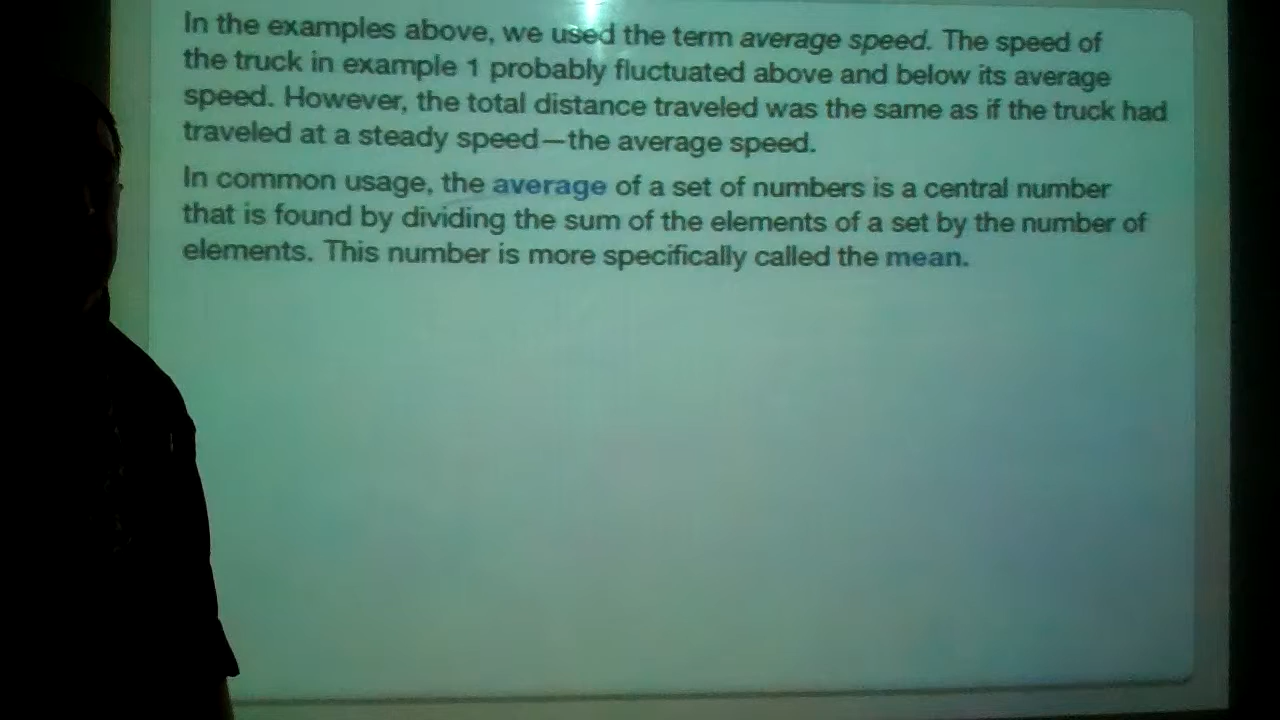 In the examples above, we used the term average speed. The speed of
the truck in example 1 probably fluctuated above and below its average
speed. However, the total distance traveled was the same as if the truck had
traveled at a steady speed—the average speed.
In common usage, the average of a set of numbers is a central number
that is found by dividing the sum of the elements of a set by the number of
elements. This number is more specifically called the mean.